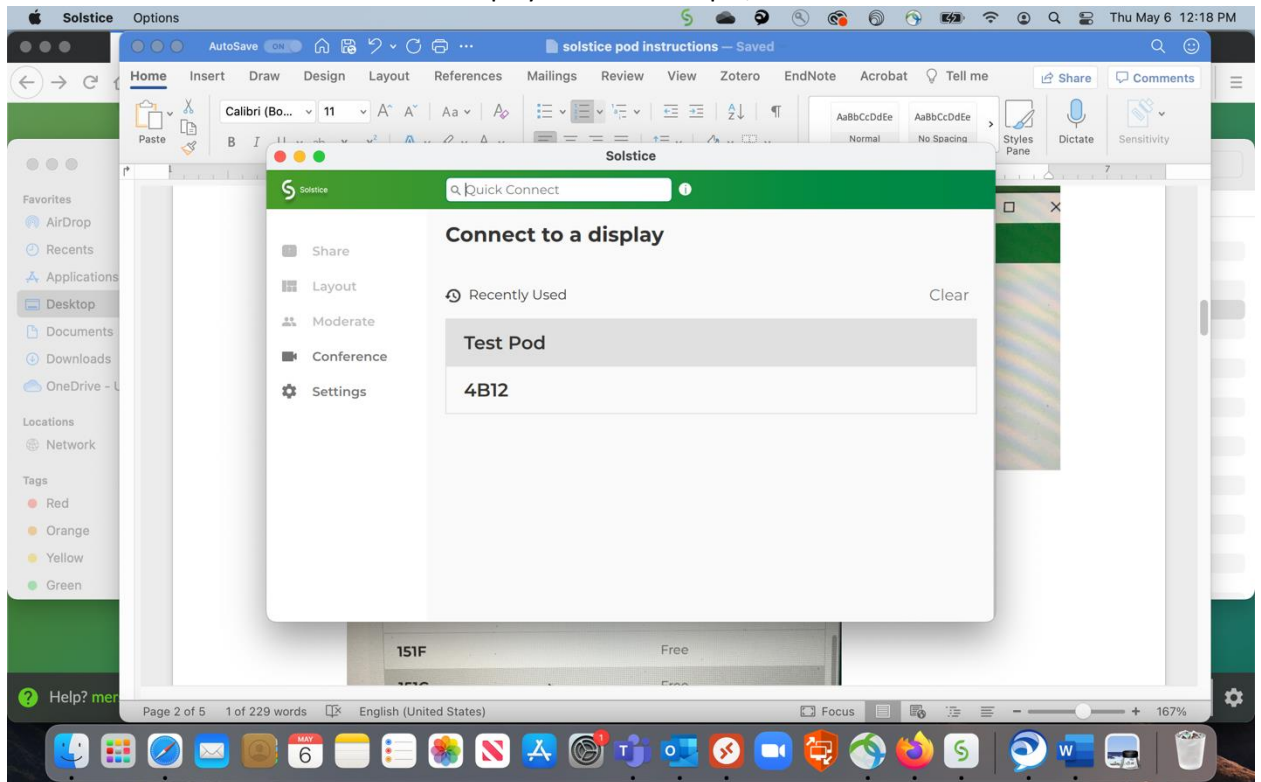 Solstice Options Thu May 6 12:18 PM
AutoSave ON ... solstice pod instructions — Saved
Home Insert Draw Design Layout References Mailings Review View Zotero EndNote Acrobat Tell me Share Comments
Calibri (Bo... 11 Aa AaBbCcDdEe AaBbCcDdEe
Paste B I U Normal No Spacing Styles Pane Dictate Sensitivity
Solstice
Solstice Quick Connect
Favorites
AirDrop
Recents
Applications
Desktop
Documents
Downloads
OneDrive - U
Locations
Network
Tags
Red
Orange
Yellow
Green
Share
Layout
Moderate
Conference
Settings
Connect to a display
Recently Used Clear
Test Pod
4B12
151F Free
Help? mer
Page 2 of 5 1 of 229 words English (United States) Focus 167%
MAY
6
1